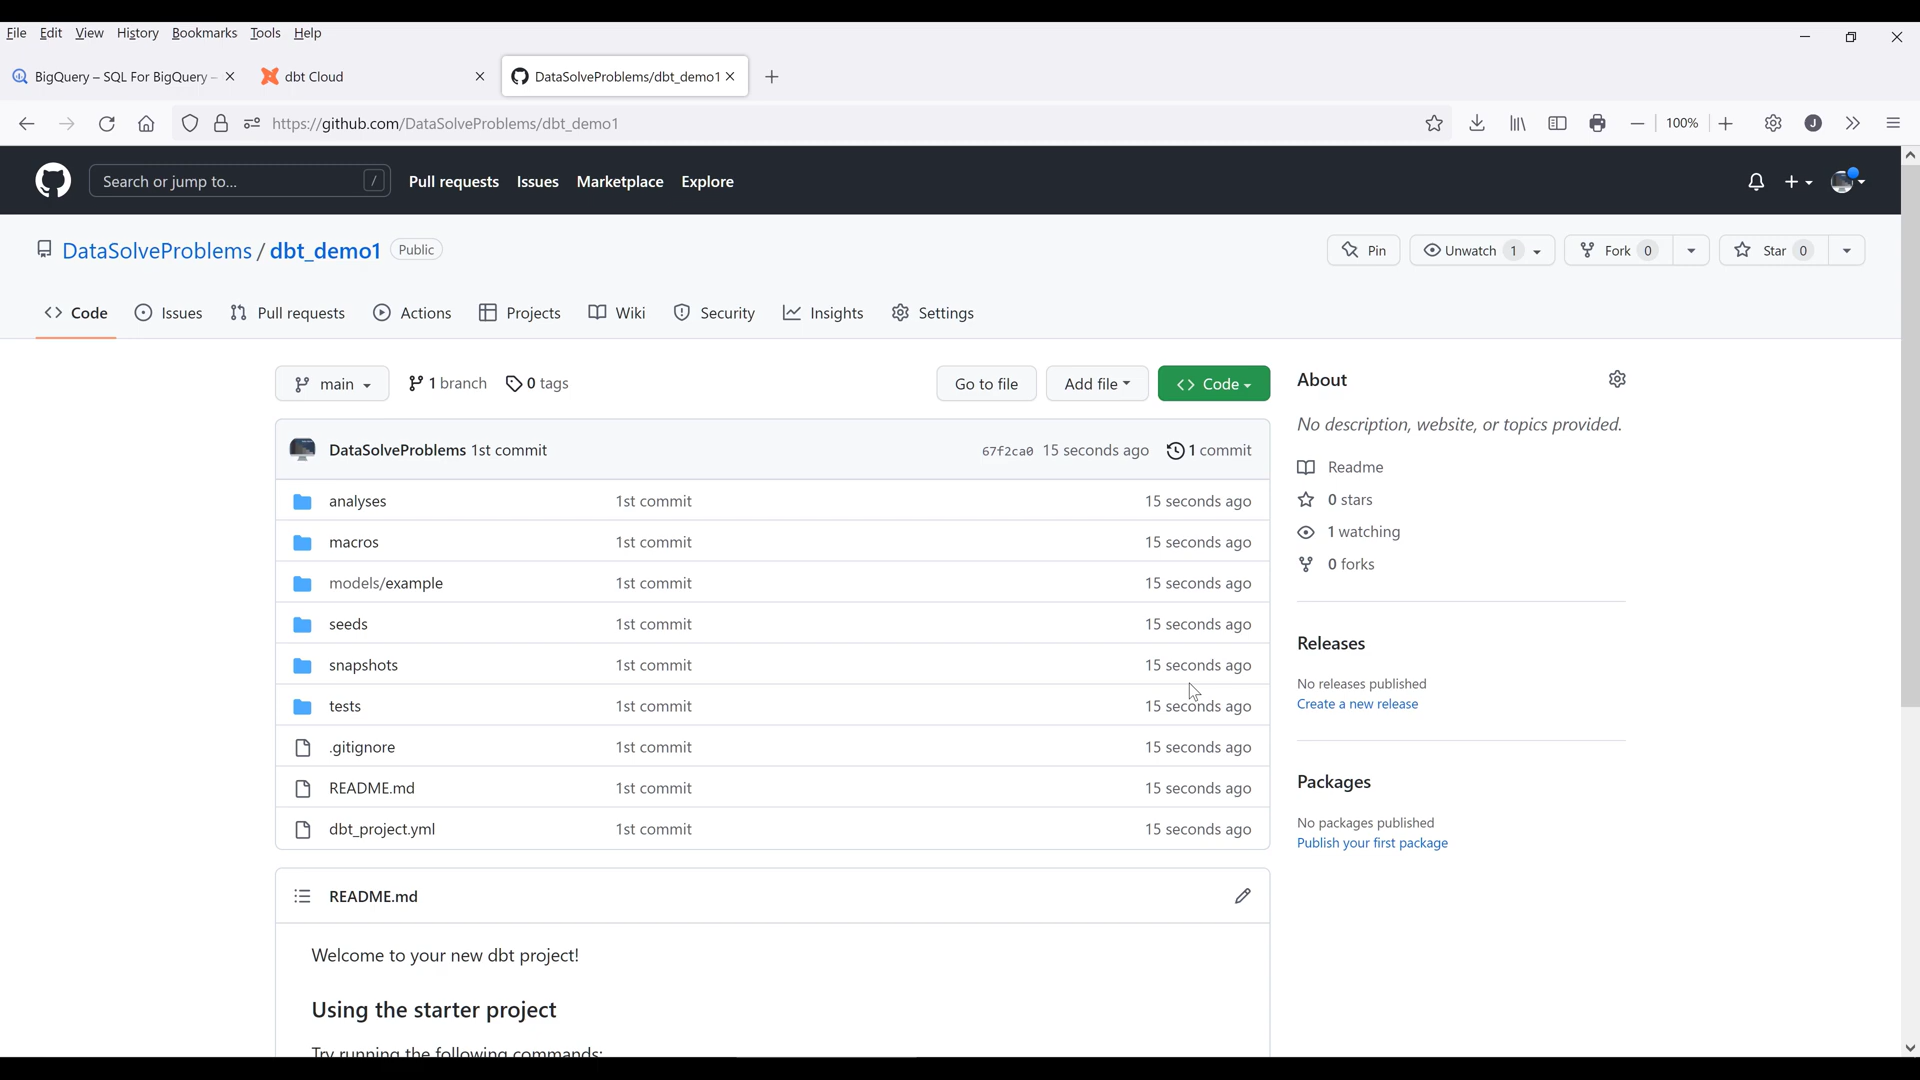 File Edit View History Bookmarks Tools Help
BigQuery – SQL For BigQuery – dbt Cloud DataSolveProblems/dbt_demo1
https://github.com/DataSolveProblems/dbt_demo1 100% J
Search or jump to... / Pull requests Issues Marketplace Explore
DataSolveProblems / dbt_demo1 Public Pin Unwatch 1 Fork 0 Star 0
Code Issues Pull requests Actions Projects Wiki Security Insights Settings
main 1 branch 0 tags Go to file Add file Code
DataSolveProblems 1st commit 67f2ca0 15 seconds ago 1 commit
analyses 1st commit 15 seconds ago
macros 1st commit 15 seconds ago
models/example 1st commit 15 seconds ago
seeds 1st commit 15 seconds ago
snapshots 1st commit 15 seconds ago
tests 1st commit 15 seconds ago
.gitignore 1st commit 15 seconds ago
README.md 1st commit 15 seconds ago
dbt_project.yml 1st commit 15 seconds ago
README.md
Welcome to your new dbt project!
Using the starter project
Try running the following commands:
About
No description, website, or topics provided.
Readme
0 stars
1 watching
0 forks
Releases
No releases published
Create a new release
Packages
No packages published
Publish your first package